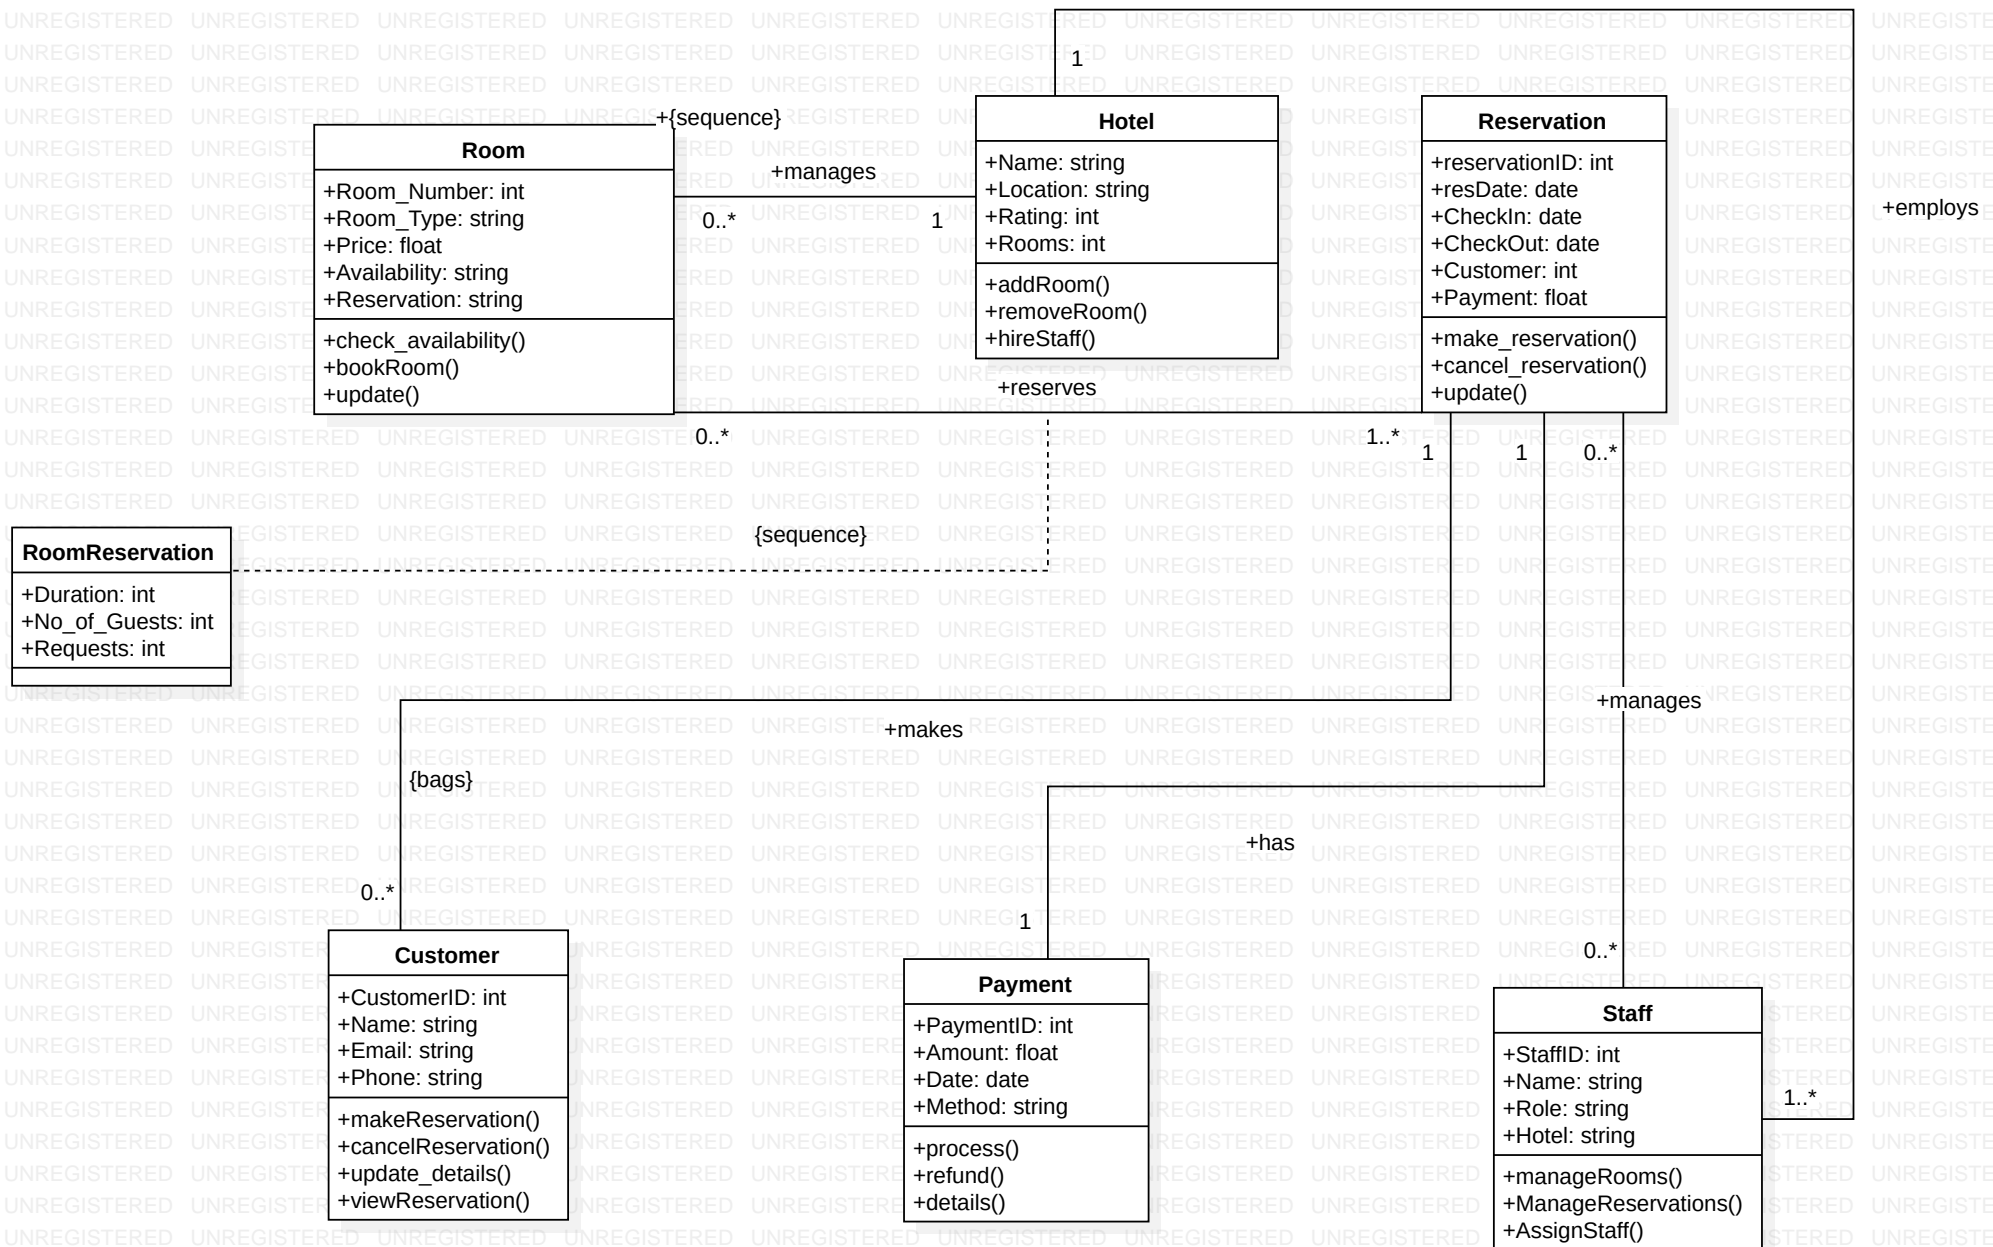 UNREGISTERED
1
+{sequence}
Room
+Room_Number: int
+Room_Type: string
+Price: float
+Availability: string
+Reservation: string
+check_availability()
+bookRoom()
+update()
+manages
0..*
1
Hotel
+Name: string
+Location: string
+Rating: int
+Rooms: int
+addRoom()
+removeRoom()
+hireStaff()
Reservation
+reservationID: int
+resDate: date
+CheckIn: date
+CheckOut: date
+Customer: int
+Payment: float
+make_reservation()
+cancel_reservation()
+update()
+employs
+reserves
0..*
1..*
1
1
0..*
{sequence}
RoomReservation
+Duration: int
+No_of_Guests: int
+Requests: int
+makes
+manages
{bags}
+has
0..*
1
0..*
Customer
+CustomerID: int
+Name: string
+Email: string
+Phone: string
+makeReservation()
+cancelReservation()
+update_details()
+viewReservation()
Payment
+PaymentID: int
+Amount: float
+Date: date
+Method: string
+process()
+refund()
+details()
Staff
+StaffID: int
+Name: string
+Role: string
+Hotel: string
+manageRooms()
+ManageReservations()
+AssignStaff()
1..*